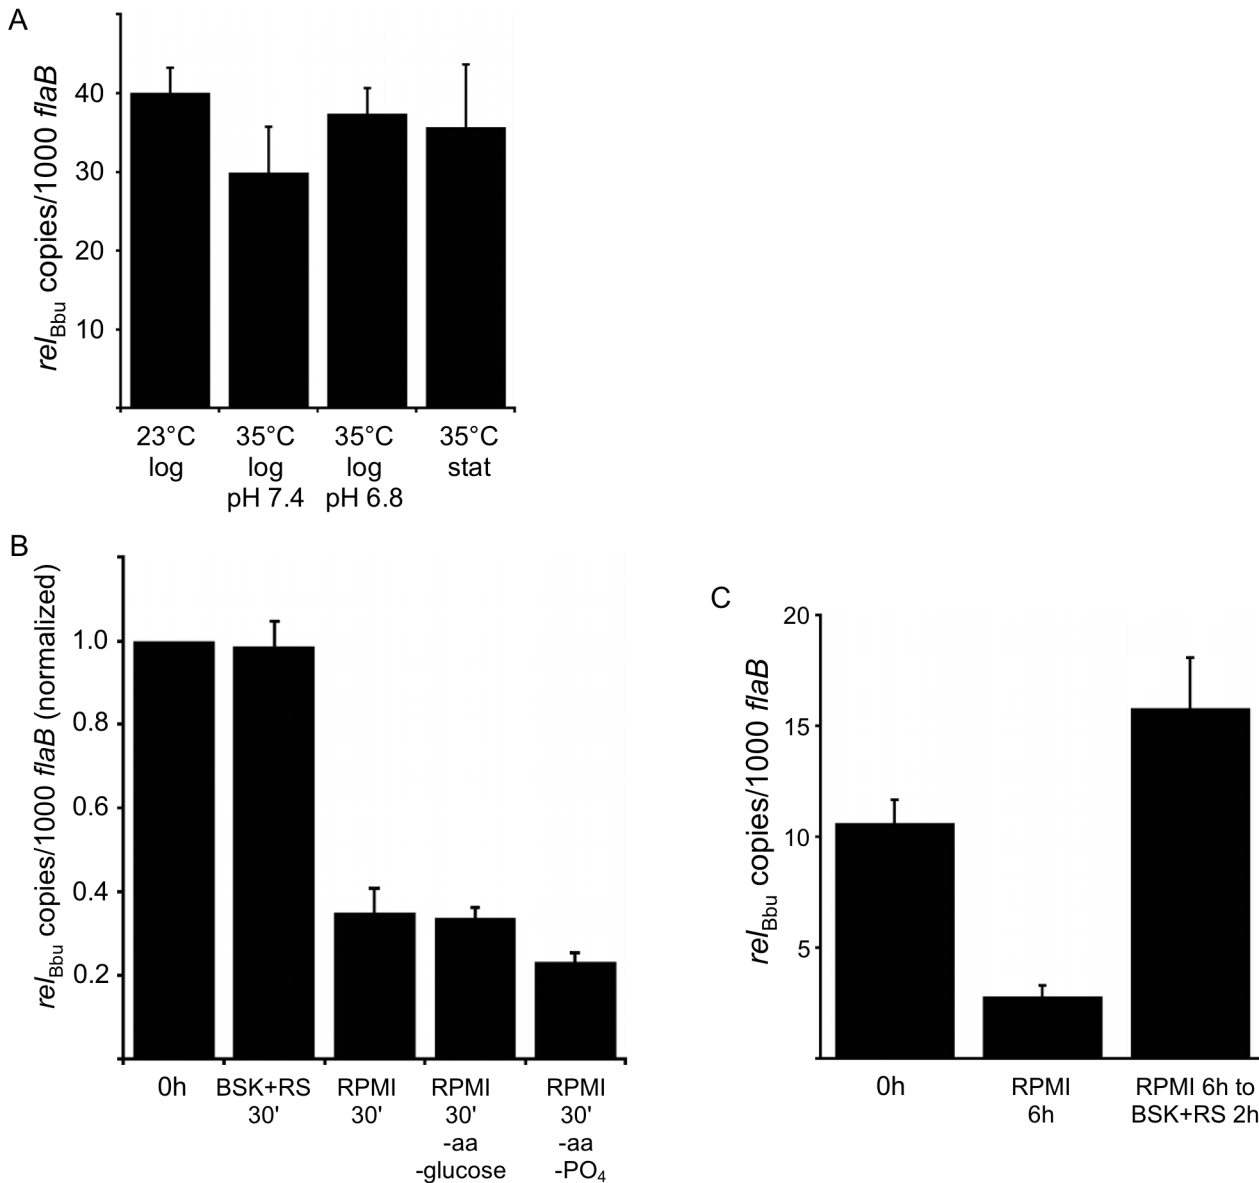 A
rel_Bbu copies/1000 flaB
40
30
20
10
23°C
log
35°C
log
pH 7.4
35°C
log
pH 6.8
35°C
stat
B
rel_Bbu copies/1000 flaB (normalized)
1.0
0.8
0.6
0.4
0.2
0h
BSK+RS
30'
RPMI
30'
RPMI
30'
-aa
-glucose
RPMI
30'
-aa
-PO₄
C
rel_Bbu copies/1000 flaB
20
15
10
5
0h
RPMI
6h
RPMI 6h to
BSK+RS 2h